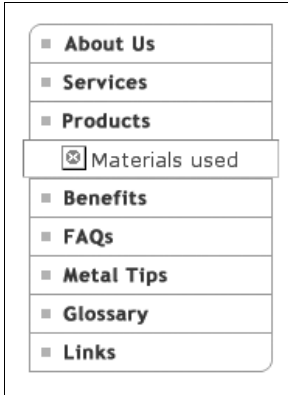 About Us
Services
Products
Materials used
Benefits
FAQs
Metal Tips
Glossary
Links